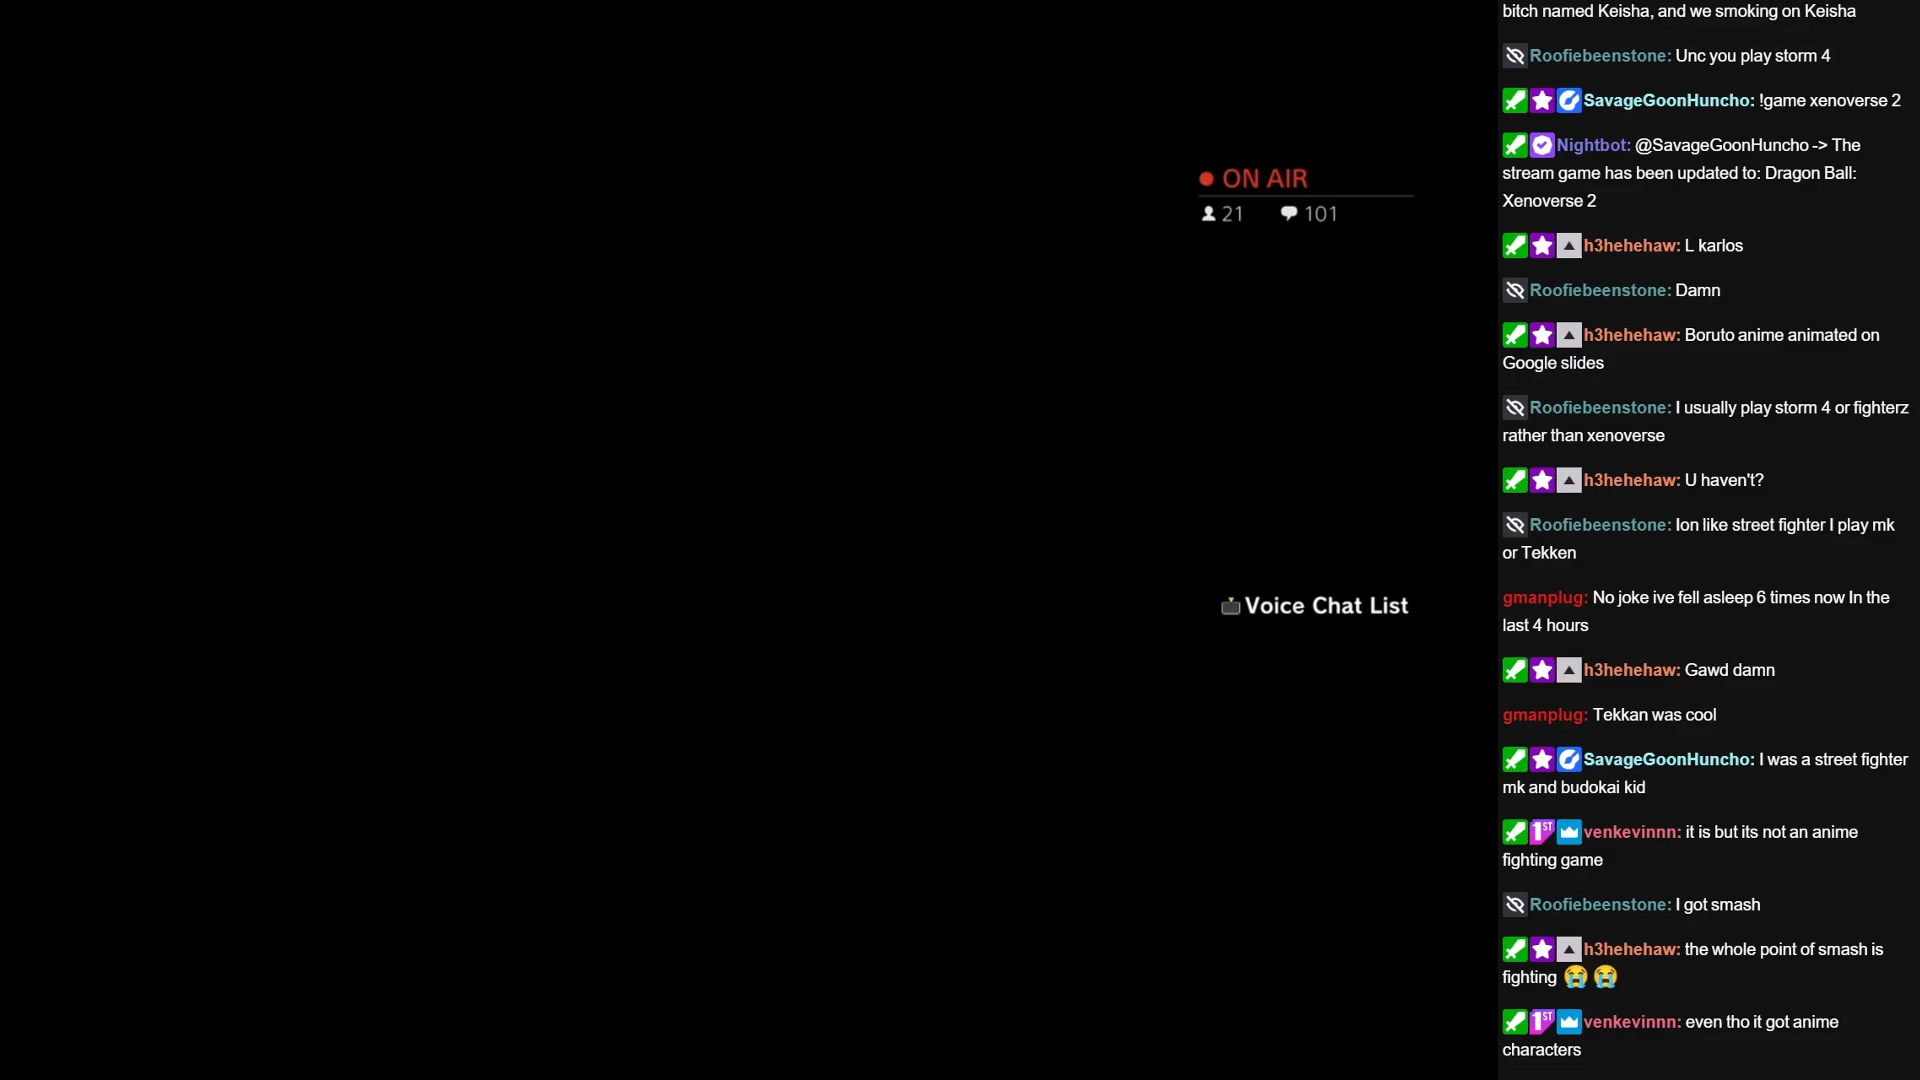 ON AIR
21 101
Voice Chat List
bitch named Keisha, and we smoking on Keisha
Roofiebeenstone: Unc you play storm 4
SavageGoonHuncho: !game xenoverse 2
Nightbot: @SavageGoonHuncho -> The
stream game has been updated to: Dragon Ball:
Xenoverse 2
h3hehehaw: L karlos
Roofiebeenstone: Damn
h3hehehaw: Boruto anime animated on
Google slides
Roofiebeenstone: I usually play storm 4 or fighterz
rather than xenoverse
h3hehehaw: U haven't?
Roofiebeenstone: Ion like street fighter I play mk
or Tekken
gmanplug: No joke ive fell asleep 6 times now In the
last 4 hours
h3hehehaw: Gawd damn
gmanplug: Tekkan was cool
SavageGoonHuncho: I was a street fighter
mk and budokai kid
1ST venkevinnn: it is but its not an anime
fighting game
Roofiebeenstone: I got smash
h3hehehaw: the whole point of smash is
fighting 😭 😭
1ST venkevinnn: even tho it got anime
characters